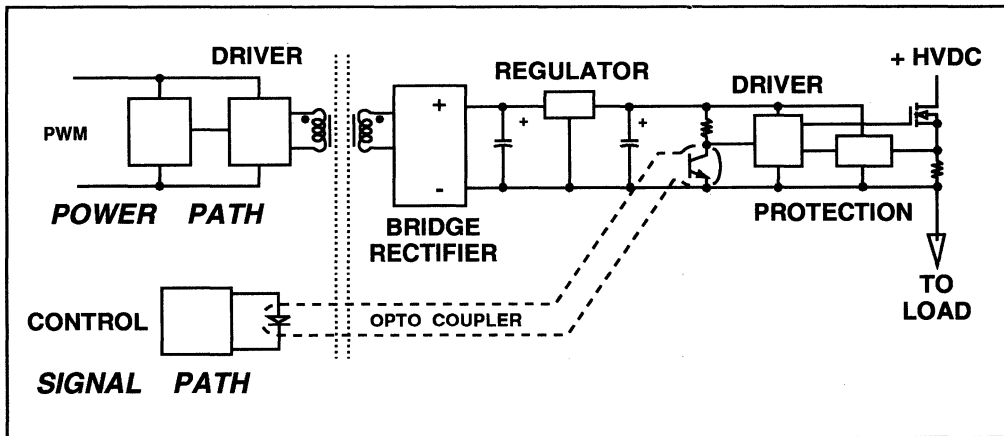 DRIVER
REGULATOR
+ HVDC
DRIVER
PWM
+
+
+
-
POWER PATH
BRIDGE
RECTIFIER
PROTECTION
TO
LOAD
CONTROL
OPTO COUPLER
SIGNAL PATH